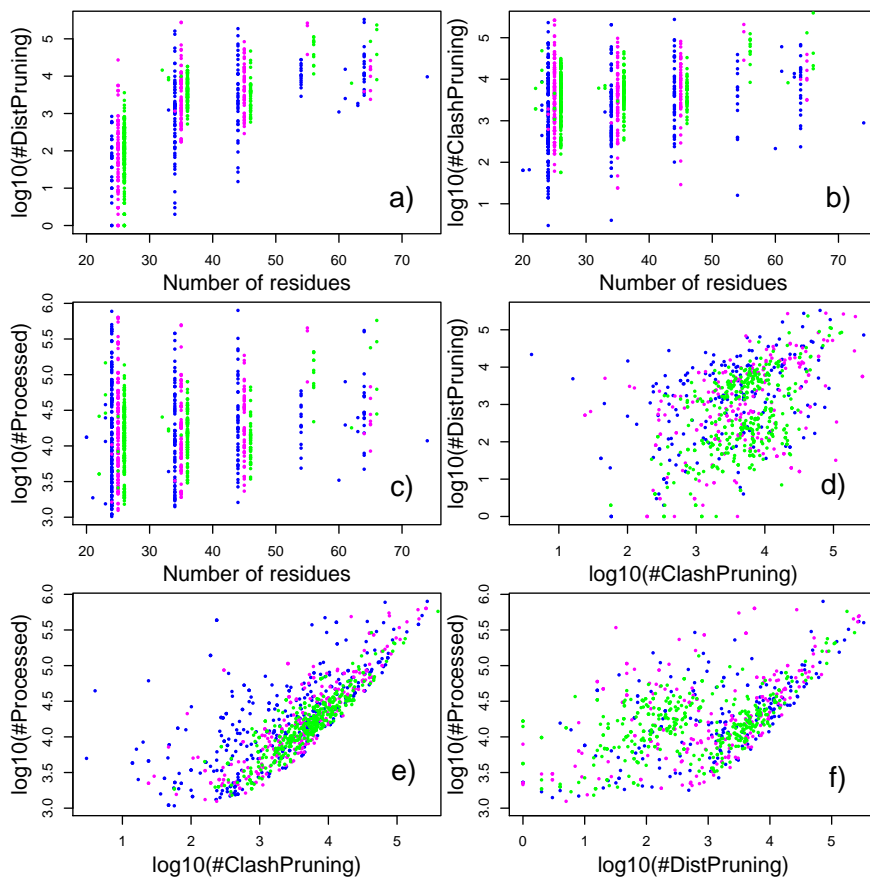 log10(#DistPruning)
0 1 2 3 4 5
20 30 40 50 60 70
Number of residues
a)
log10(#ClashPruning)
1 2 3 4 5
20 30 40 50 60 70
Number of residues
b)
log10(#Processed)
3.0 3.5 4.0 4.5 5.0 5.5 6.0
20 30 40 50 60 70
Number of residues
c)
log10(#DistPruning)
0 1 2 3 4 5
1 2 3 4 5
log10(#ClashPruning)
d)
log10(#Processed)
3.0 3.5 4.0 4.5 5.0 5.5 6.0
1 2 3 4 5
log10(#ClashPruning)
e)
log10(#Processed)
3.0 3.5 4.0 4.5 5.0 5.5 6.0
0 1 2 3 4 5
log10(#DistPruning)
f)